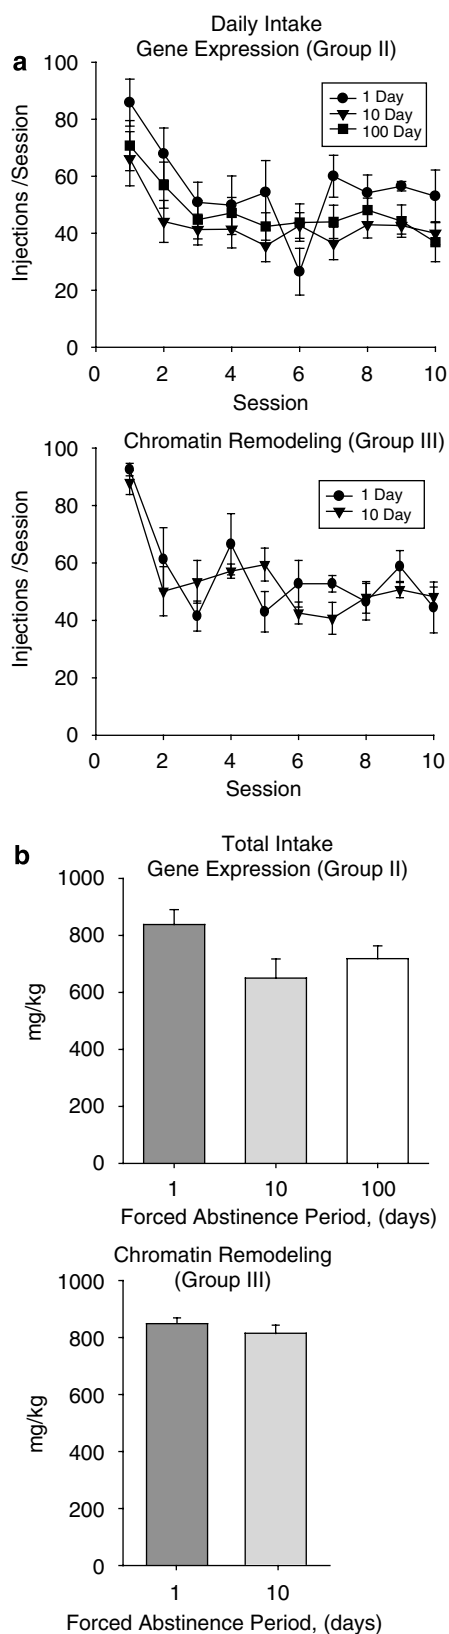 Daily Intake
Gene Expression (Group II)
a
100
80
60
40
20
0
Injections /Session
1 Day
10 Day
100 Day
0 2 4 6 8 10
Session
Chromatin Remodeling (Group III)
100
80
60
40
20
0
Injections /Session
1 Day
10 Day
0 2 4 6 8 10
Session
b
Total Intake
Gene Expression (Group II)
1000
800
600
400
200
0
mg/kg
1 10 100
Forced Abstinence Period, (days)
Chromatin Remodeling
(Group III)
1000
800
600
400
200
0
mg/kg
1 10
Forced Abstinence Period, (days)